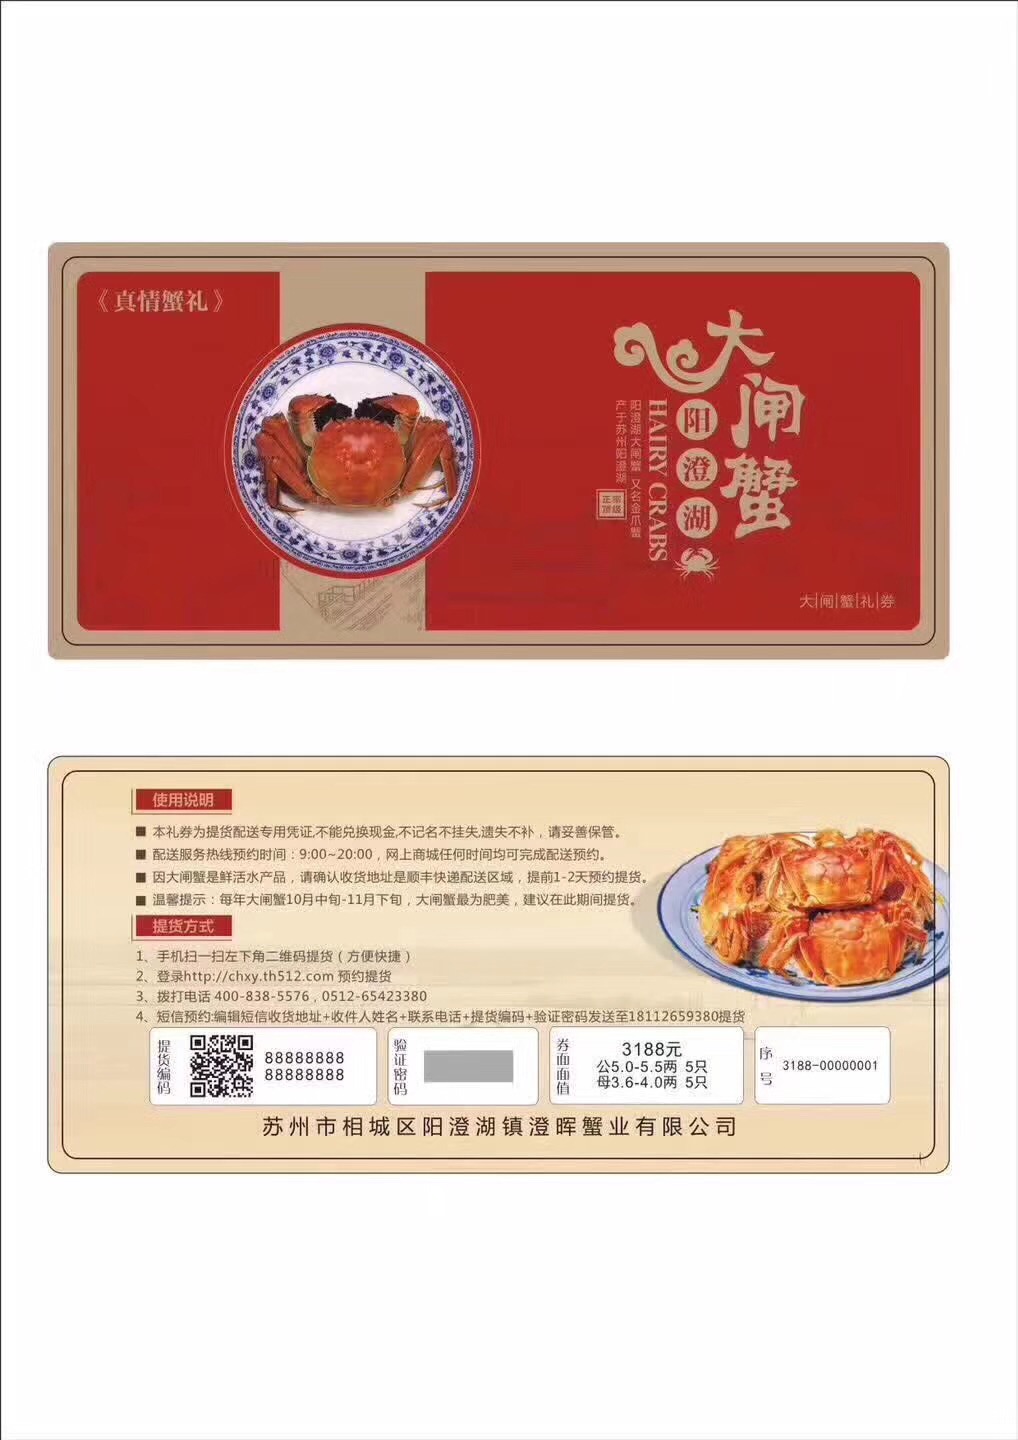 《真情蟹礼》
大闸蟹
阳澄湖
HAIRY CRABS
阳澄湖大闸蟹 又名金爪蟹
产于苏州阳澄湖
正宗
顶级
大闸蟹礼券
使用说明
■ 本礼券为提货配送专用凭证,不能兑换现金,不记名不挂失,遗失不补，请妥善保管。
■ 配送服务热线预约时间：9:00~20:00，网上商城任何时间均可完成配送预约。
■ 因大闸蟹是鲜活水产品，请确认收货地址是顺丰快递配送区域，提前1-2天预约提货。
■ 温馨提示：每年大闸蟹10月中旬-11月下旬，大闸蟹最为肥美，建议在此期间提货。
提货方式
1、手机扫一扫左下角二维码提货（方便快捷）
2、登录http://chxy.th512.com 预约提货
3、拨打电话 400-838-5576，0512-65423380
4、短信预约:编辑短信收货地址+收件人姓名+联系电话+提货编码+验证密码发送至18112659380提货
提货编码
88888888
88888888
验证密码
券面面值
3188元
公5.0-5.5两 5只
母3.6-4.0两 5只
序号
3188-00000001
苏州市相城区阳澄湖镇澄晖蟹业有限公司